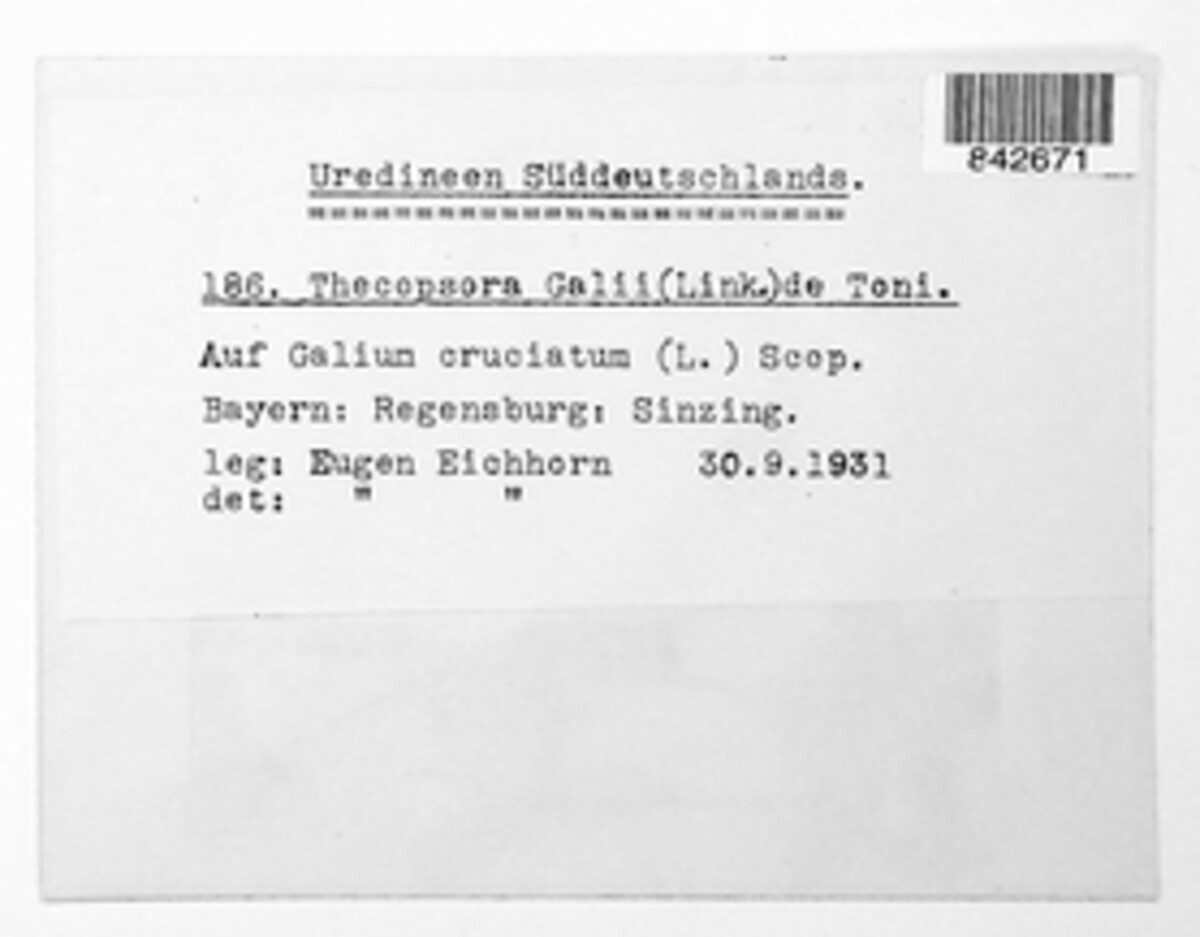 842671
Uredineen Süddeutschlands.
186. Thecopsora Galii(Link.)de Toni.
Auf Galium cruciatum (L.) Scop.
Bayern: Regensburg: Sinzing.
leg: Eugen Eichhorn 30.9.1931
det: " "